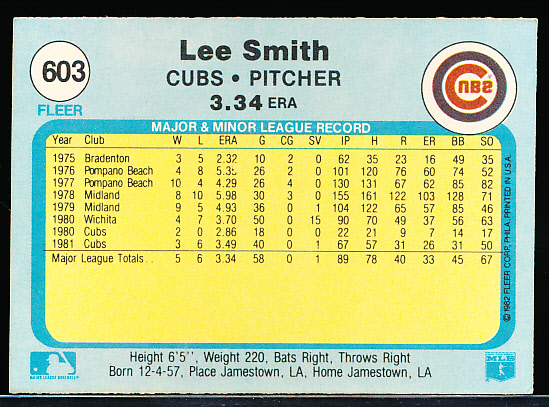 603
FLEER
Lee Smith
CUBS • PITCHER
3.34 ERA
CUBS
MAJOR & MINOR LEAGUE RECORD
Year Club W L ERA G CG SV IP H R ER BB SO
1975 Bradenton 3 5 2.32 10 2 0 62 35 23 16 49 35
1976 Pompano Beach 4 8 5.35 26 2 0 101 120 76 60 74 52
1977 Pompano Beach 10 4 4.29 26 4 0 130 131 67 62 85 82
1978 Midland 8 10 5.98 30 3 0 155 161 122 103 128 71
1979 Midland 9 5 4.93 36 0 1 104 122 65 57 85 46
1980 Wichita 4 7 3.70 50 0 15 90 70 49 37 56 63
1980 Cubs 2 0 2.86 18 0 0 22 21 9 7 14 17
1981 Cubs 3 6 3.49 40 0 1 67 57 31 26 31 50
Major League Totals . . 5 6 3.34 58 0 1 89 78 40 33 45 67
© 1982 FLEER CORP., PHILA. PRINTED IN U.S.A.
Height 6'5'', Weight 220, Bats Right, Throws Right
Born 12-4-57, Place Jamestown, LA, Home Jamestown, LA
MAJOR LEAGUE BASEBALL